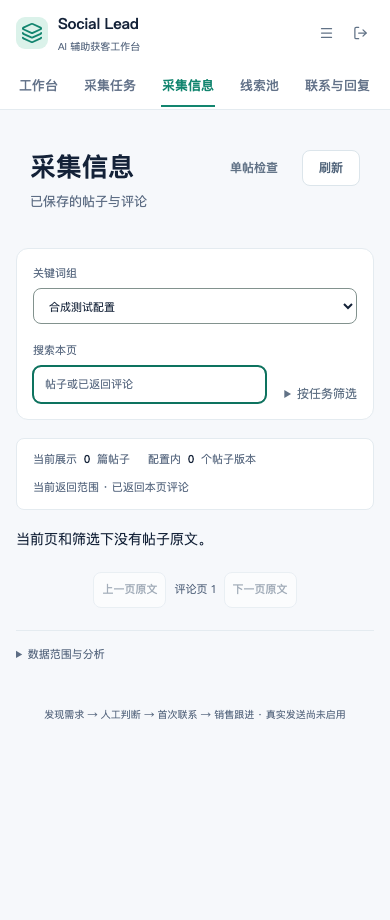 Social Lead
AI 辅助获客工作台
工作台 采集任务 采集信息 线索池 联系与回复
采集信息 单帖检查 刷新
已保存的帖子与评论
关键词组
合成测试配置
搜索本页
帖子或已返回评论 ▶ 按任务筛选
当前展示 0 篇帖子 配置内 0 个帖子版本
当前返回范围 · 已返回本页评论
当前页和筛选下没有帖子原文。
上一页原文 评论页 1 下一页原文
▶ 数据范围与分析
发现需求 → 人工判断 → 首次联系 → 销售跟进 · 真实发送尚未启用